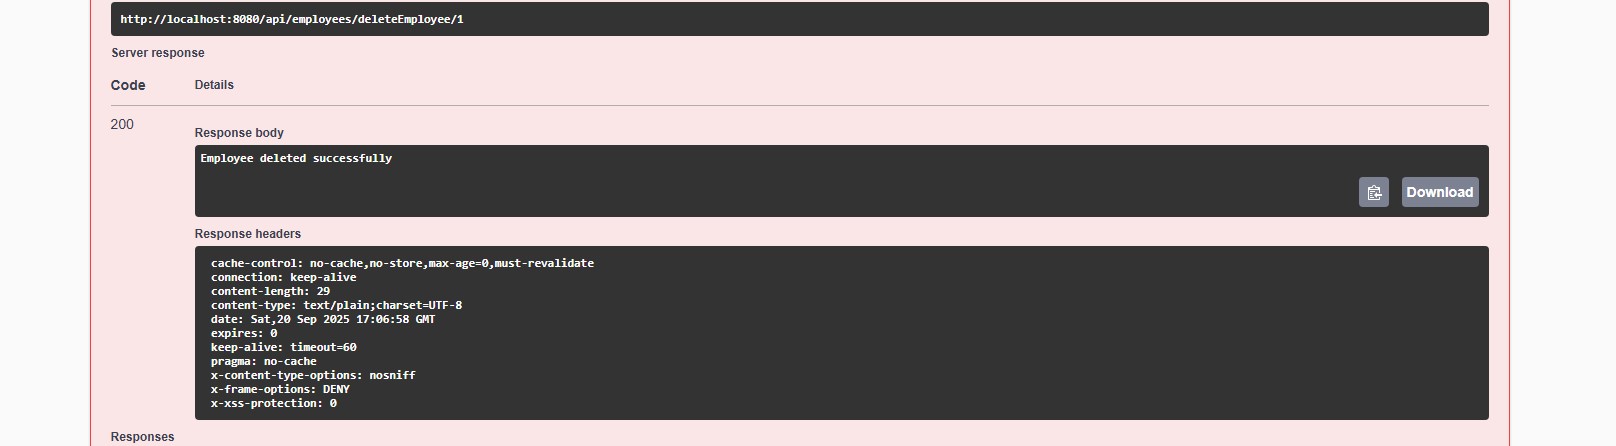 http://localhost:8080/api/employees/deleteEmployee/1
Server response
Code Details
200
Response body
Employee deleted successfully
Download
Response headers
cache-control: no-cache,no-store,max-age=0,must-revalidate
connection: keep-alive
content-length: 29
content-type: text/plain;charset=UTF-8
date: Sat,20 Sep 2025 17:06:58 GMT
expires: 0
keep-alive: timeout=60
pragma: no-cache
x-content-type-options: nosniff
x-frame-options: DENY
x-xss-protection: 0
Responses